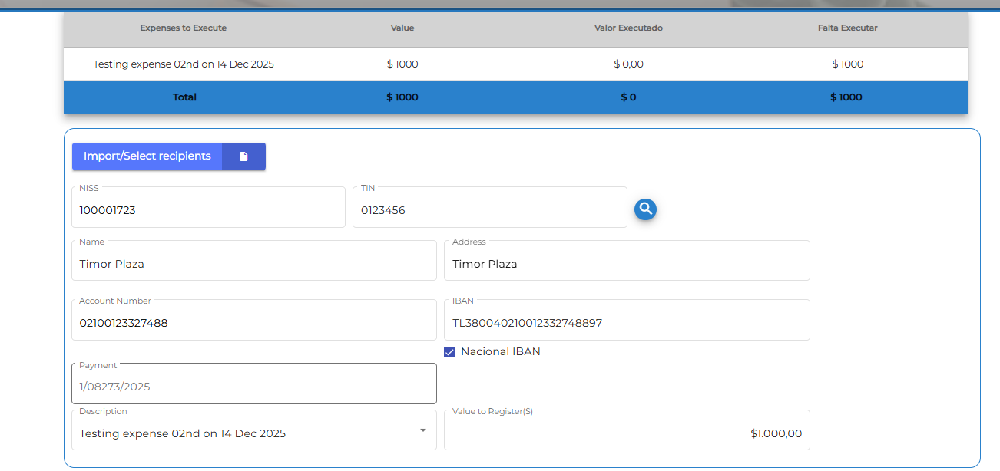 Expenses to Execute Value Valor Executado Falta Executar
Testing expense 02nd on 14 Dec 2025 $ 1000 $ 0,00 $ 1000
Total $ 1000 $ 0 $ 1000
Import/Select recipients
NISS TIN
100001723 0123456
Name Address
Timor Plaza Timor Plaza
Account Number IBAN
02100123327488 TL380040210012332748897
Nacional IBAN
Payment
1/08273/2025
Description Value to Register($)
Testing expense 02nd on 14 Dec 2025 $1.000,00